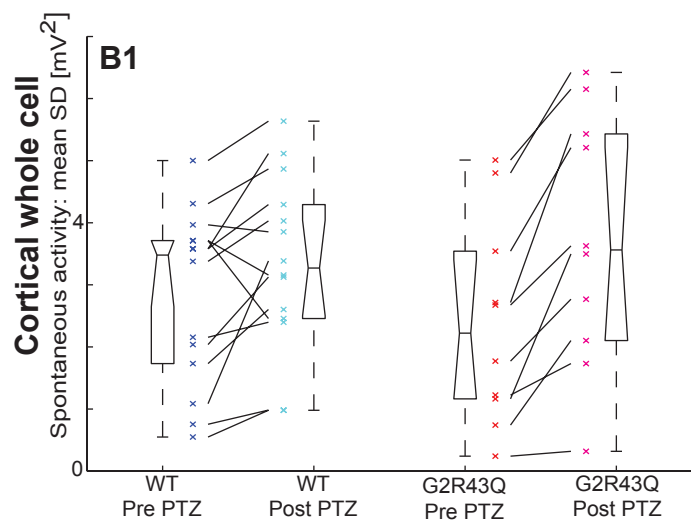 B1
Cortical whole cell
Spontaneous activity: mean SD [mV²]
4
0
WT
Pre PTZ
WT
Post PTZ
G2R43Q
Pre PTZ
G2R43Q
Post PTZ